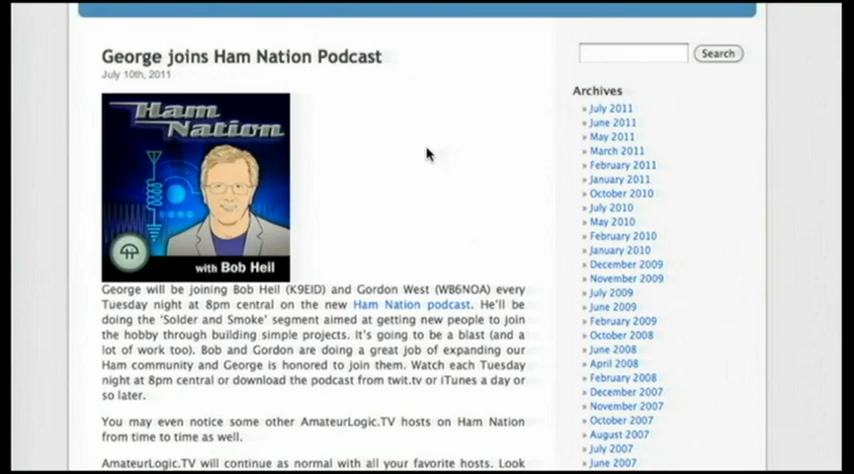 George joins Ham Nation Podcast
July 10th, 2011
Ham
Nation
with Bob Heil
George will be joining Bob Heil (K9EID) and Gordon West (WB6NOA) every
Tuesday night at 8pm central on the new Ham Nation podcast. He'll be
doing the 'Solder and Smoke' segment aimed at getting new people to join
the hobby through building simple projects. It's going to be a blast (and a
lot of work too). Bob and Gordon are doing a great job of expanding our
Ham community and George is honored to join them. Watch each Tuesday
night at 8pm central or download the podcast from twit.tv or iTunes a day or
so later.
You may even notice some other AmateurLogic.TV hosts on Ham Nation
from time to time as well.
AmateurLogic.TV will continue as normal with all your favorite hosts. Look
Search
Archives
» July 2011
» June 2011
» May 2011
» March 2011
» February 2011
» January 2011
» October 2010
» July 2010
» May 2010
» February 2010
» January 2010
» December 2009
» November 2009
» July 2009
» June 2009
» February 2009
» October 2008
» June 2008
» April 2008
» February 2008
» December 2007
» November 2007
» October 2007
» August 2007
» July 2007
» June 2007